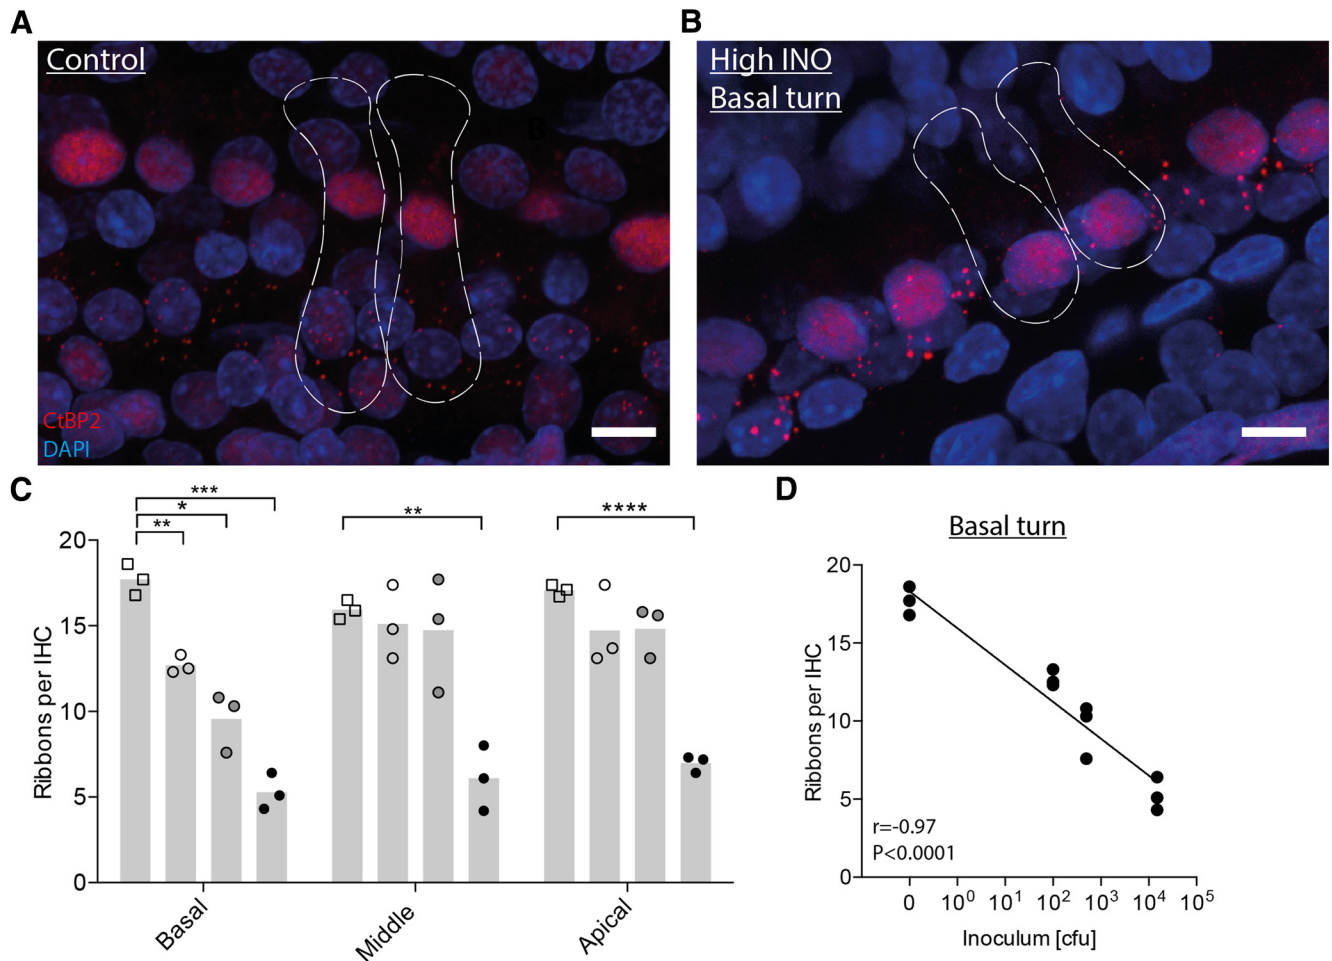 A
Control
CtBP2
DAPI
B
High INO
Basal turn
C
***
*
**
**
****
20
15
10
5
0
Ribbons per IHC
Basal
Middle
Apical
D
Basal turn
20
15
10
5
0
Ribbons per IHC
r=-0.97
P<0.0001
0 10⁰ 10¹ 10² 10³ 10⁴ 10⁵
Inoculum [cfu]